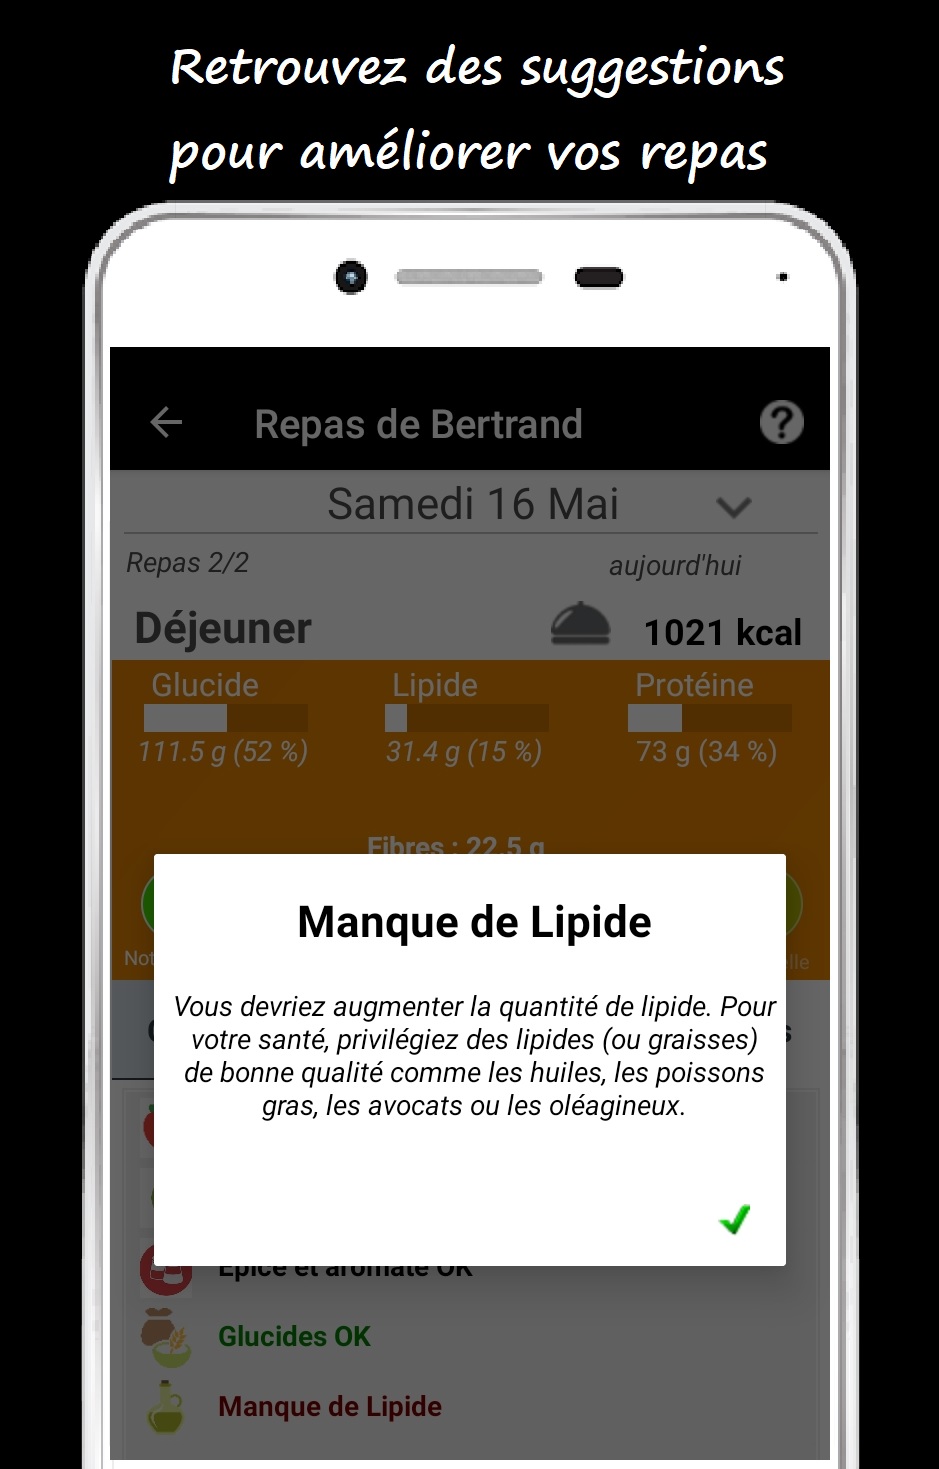 Retrouvez des suggestions
pour améliorer vos repas
Repas de Bertrand
Samedi 16 Mai
Repas 2/2 aujourd'hui
Déjeuner 1021 kcal
Glucide Lipide Protéine
111.5 g (52 %) 31.4 g (15 %) 73 g (34 %)
Fibres : 22.5 g
Manque de Lipide
Vous devriez augmenter la quantité de lipide. Pour
votre santé, privilégiez des lipides (ou graisses)
de bonne qualité comme les huiles, les poissons
gras, les avocats ou les oléagineux.
Epice et aromate OK
Glucides OK
Manque de Lipide